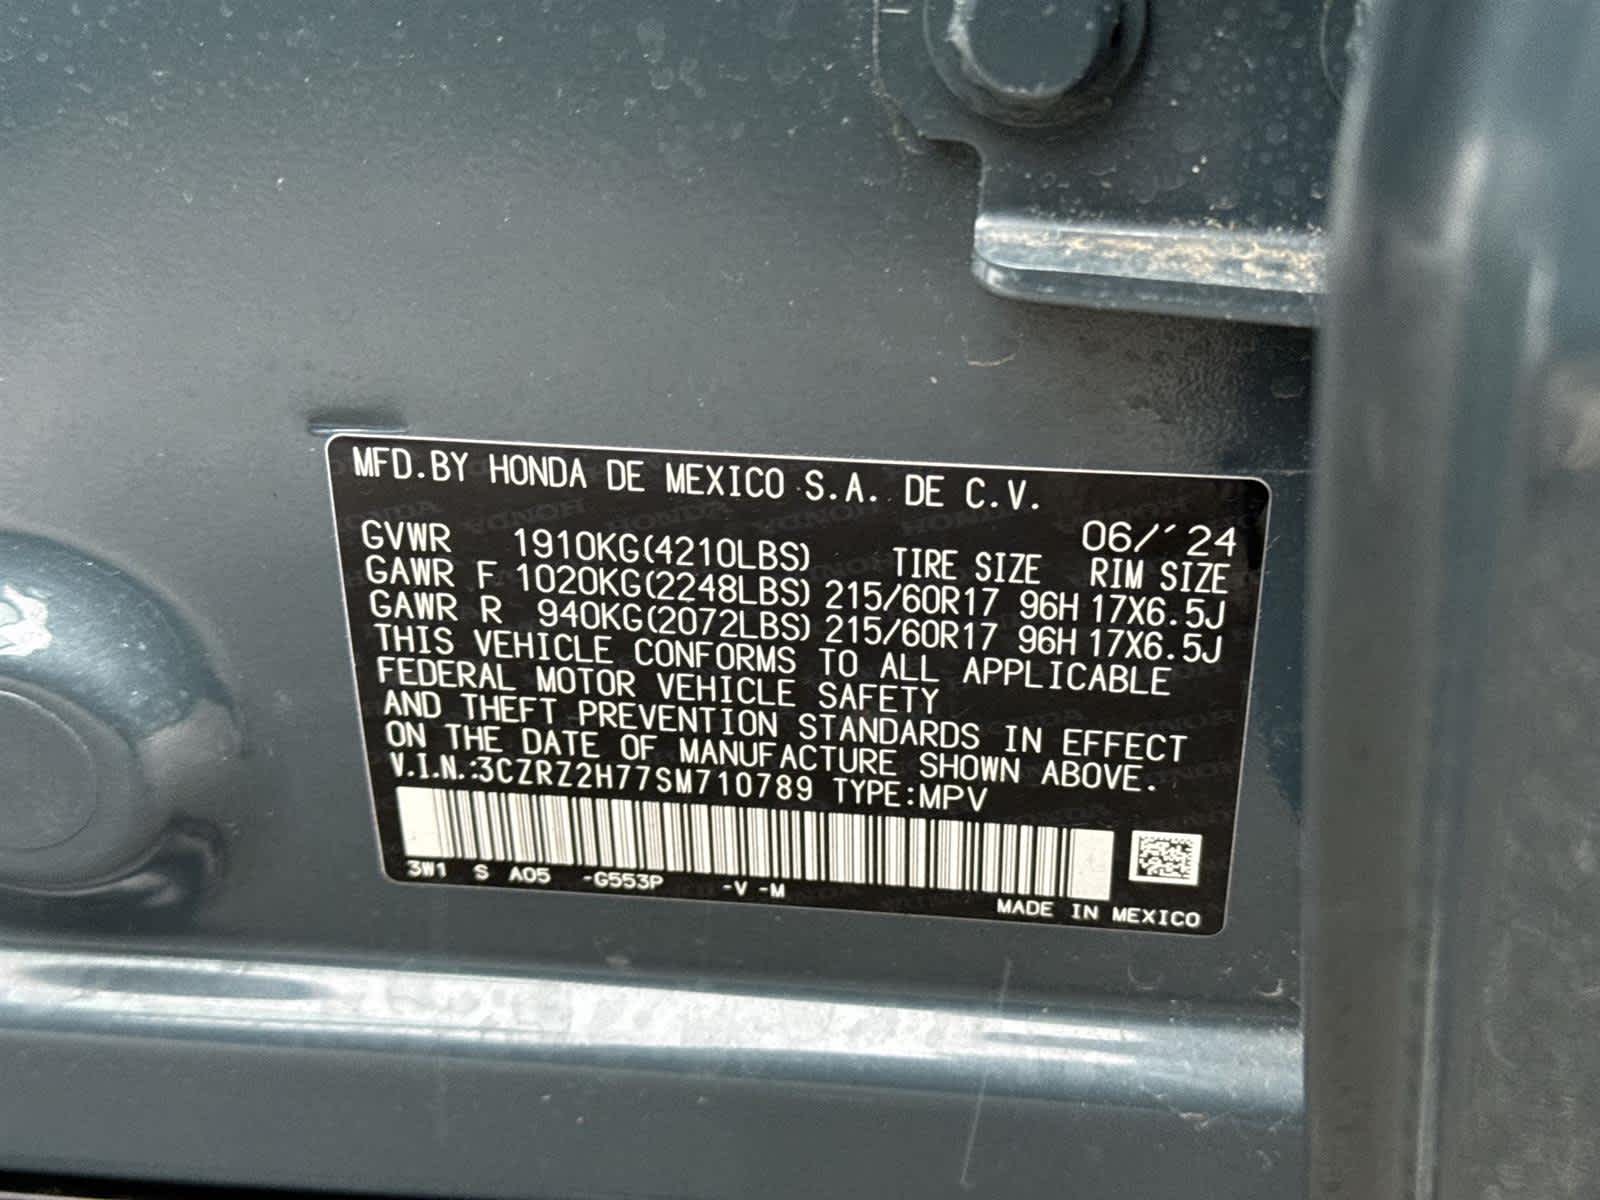 MFD.BY HONDA DE MEXICO S.A. DE C.V.
06/'24
GVWR 1910KG(4210LBS) TIRE SIZE RIM SIZE
GAWR F 1020KG(2248LBS) 215/60R17 96H 17X6.5J
GAWR R 940KG(2072LBS) 215/60R17 96H 17X6.5J
THIS VEHICLE CONFORMS TO ALL APPLICABLE
FEDERAL MOTOR VEHICLE SAFETY
AND THEFT PREVENTION STANDARDS IN EFFECT
ON THE DATE OF MANUFACTURE SHOWN ABOVE.
V.I.N.:3CZRZ2H77SM710789 TYPE:MPV
3W1 S A05 -G553P -V -M
MADE IN MEXICO